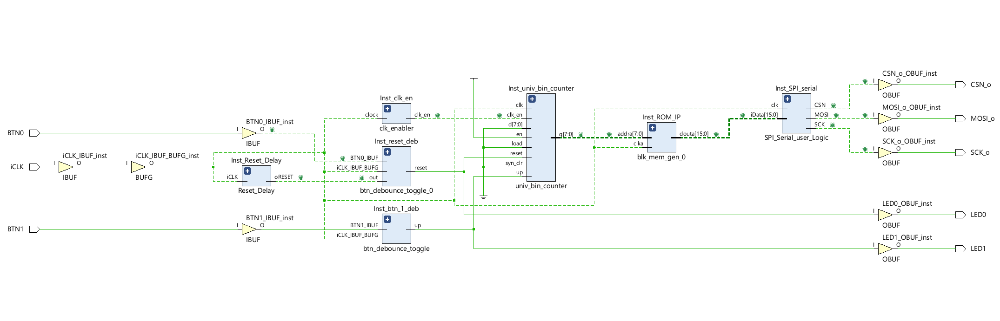 BTN0
iCLK
BTN1
iCLK_IBUF_inst
I
O
IBUF
iCLK_IBUF_BUFG_inst
I
O
BUFG
BTN0_IBUF_inst
I
O
IBUF
Inst_Reset_Delay
iCLK
oRESET
Reset_Delay
BTN1_IBUF_inst
I
O
IBUF
Inst_clk_en
clock
clk_en
clk_enabler
Inst_reset_deb
BTN0_IBUF
iCLK_IBUF_BUFG
reset
out
btn_debounce_toggle_0
Inst_btn_1_deb
BTN1_IBUF
up
iCLK_IBUF_BUFG
btn_debounce_toggle
Inst_univ_bin_counter
clk
clk_en
d[7:0]
en
q[7:0]
load
reset
syn_clr
up
univ_bin_counter
Inst_ROM_IP
addra[7:0]
douta[15:0]
clka
blk_mem_gen_0
Inst_SPI_serial
clk
CSN
iData[15:0]
MOSI
SCK
SPI_Serial_user_Logic
CSN_o_OBUF_inst
I
O
OBUF
CSN_o
MOSI_o_OBUF_inst
I
O
OBUF
MOSI_o
SCK_o_OBUF_inst
I
O
OBUF
SCK_o
LED0_OBUF_inst
I
O
OBUF
LED0
LED1_OBUF_inst
I
O
OBUF
LED1